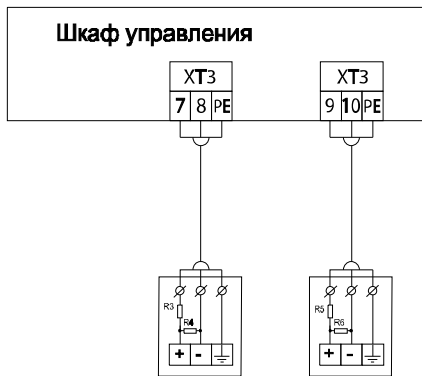 Шкаф управления
XT3 XT3
7 8 PE 9 10 PE
R3 R5
R4 R6
+ - + -